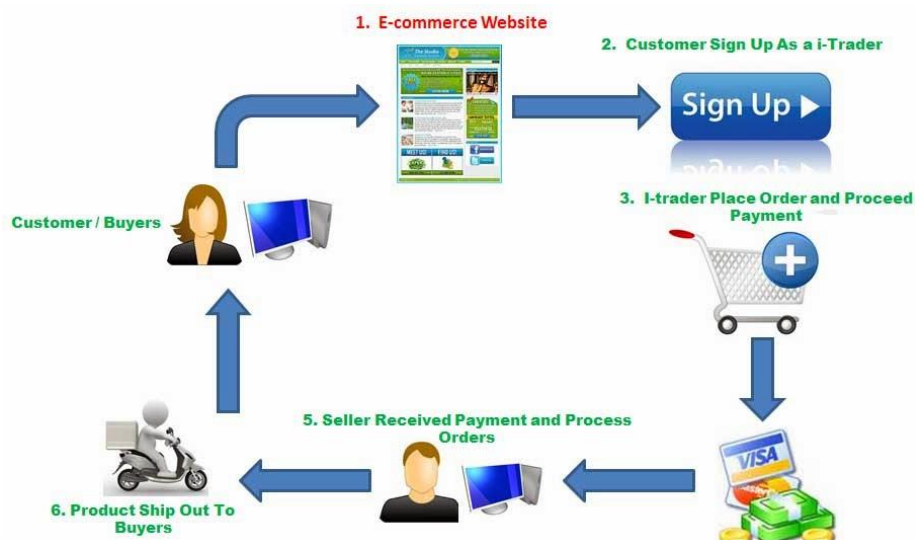 1. E-commerce Website
2. Customer Sign Up As a i-Trader
Sign Up
3. I-trader Place Order and Proceed
Payment
Customer / Buyers
5. Seller Received Payment and Process
Orders
VISA
6. Product Ship Out To
Buyers